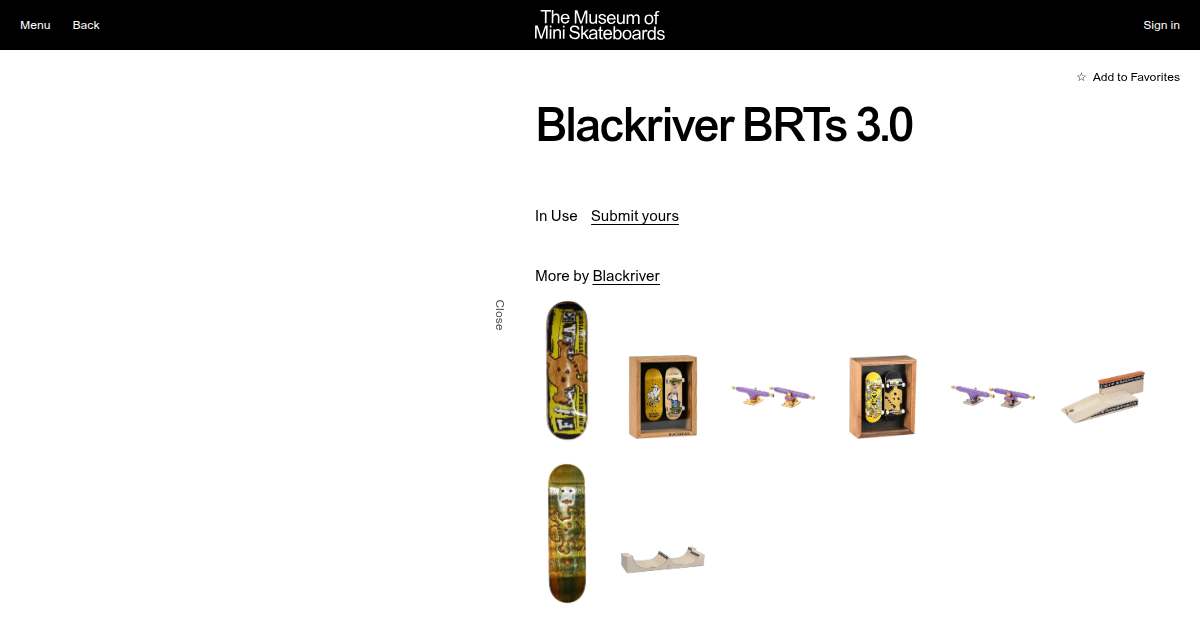 Menu
Back
The Museum of
Mini Skateboards
Sign in
☆ Add to Favorites
Blackriver BRTs 3.0
In Use
Submit yours
More by Blackriver
Close